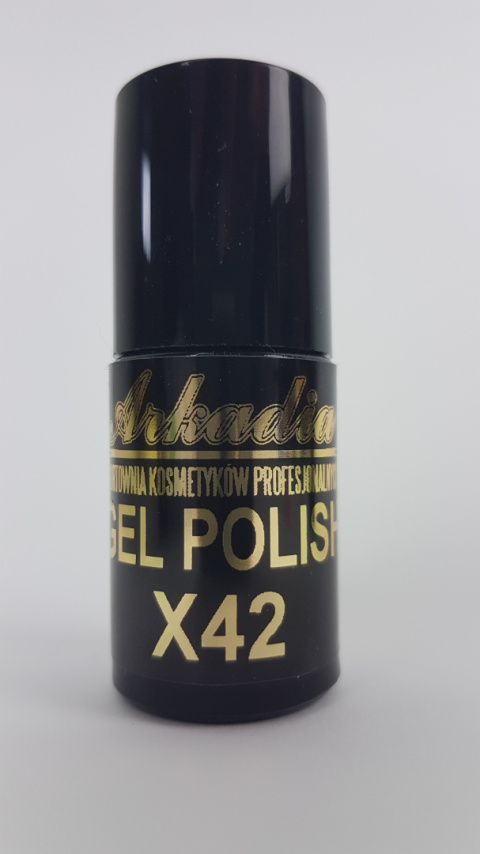 Arkadia
KOSMETYKÓW
GEL POLISH
X42